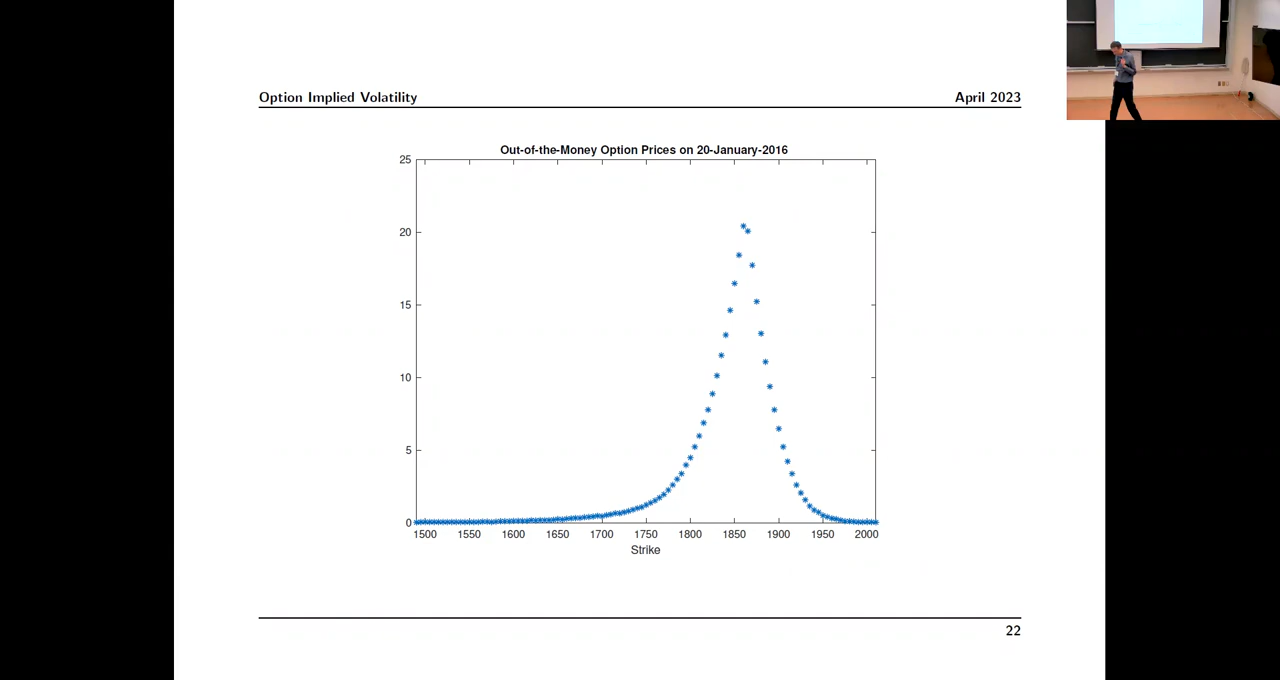 Option Implied Volatility April 2023
Out-of-the-Money Option Prices on 20-January-2016
25
20
15
10
5
0
1500 1550 1600 1650 1700 1750 1800 1850 1900 1950 2000
Strike
22